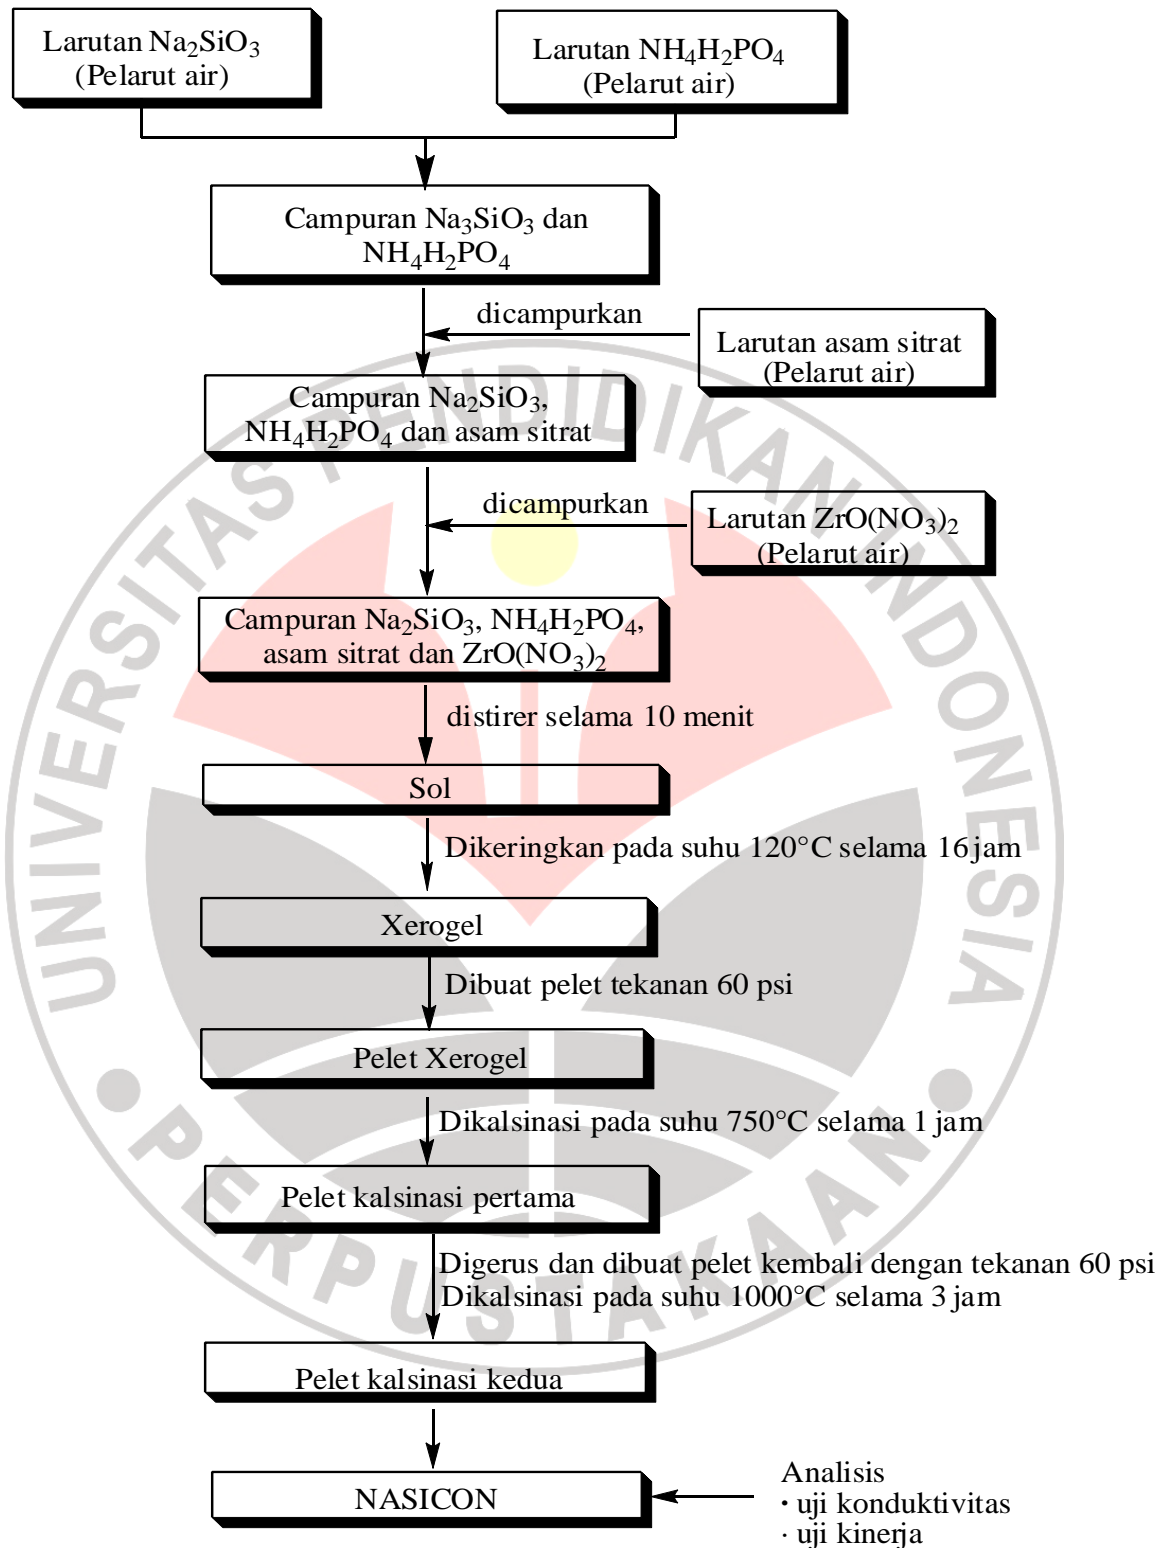 Larutan Na₂SiO₃
(Pelarut air)
Larutan NH₄H₂PO₄
(Pelarut air)
Campuran Na₃SiO₃ dan
NH₄H₂PO₄
dicampurkan
Larutan asam sitrat
(Pelarut air)
Campuran Na₂SiO₃,
NH₄H₂PO₄ dan asam sitrat
dicampurkan
Larutan ZrO(NO₃)₂
(Pelarut air)
Campuran Na₂SiO₃, NH₄H₂PO₄,
asam sitrat dan ZrO(NO₃)₂
distirer selama 10 menit
Sol
Dikeringkan pada suhu 120°C selama 16 jam
Xerogel
Dibuat pelet tekanan 60 psi
Pelet Xerogel
Dikalsinasi pada suhu 750°C selama 1 jam
Pelet kalsinasi pertama
Digerus dan dibuat pelet kembali dengan tekanan 60 psi
Dikalsinasi pada suhu 1000°C selama 3 jam
Pelet kalsinasi kedua
NASICON
Analisis
· uji konduktivitas
· uji kinerja
UNIVERSITAS PENDIDIKAN INDONESIA
PERPUSTAKAAN